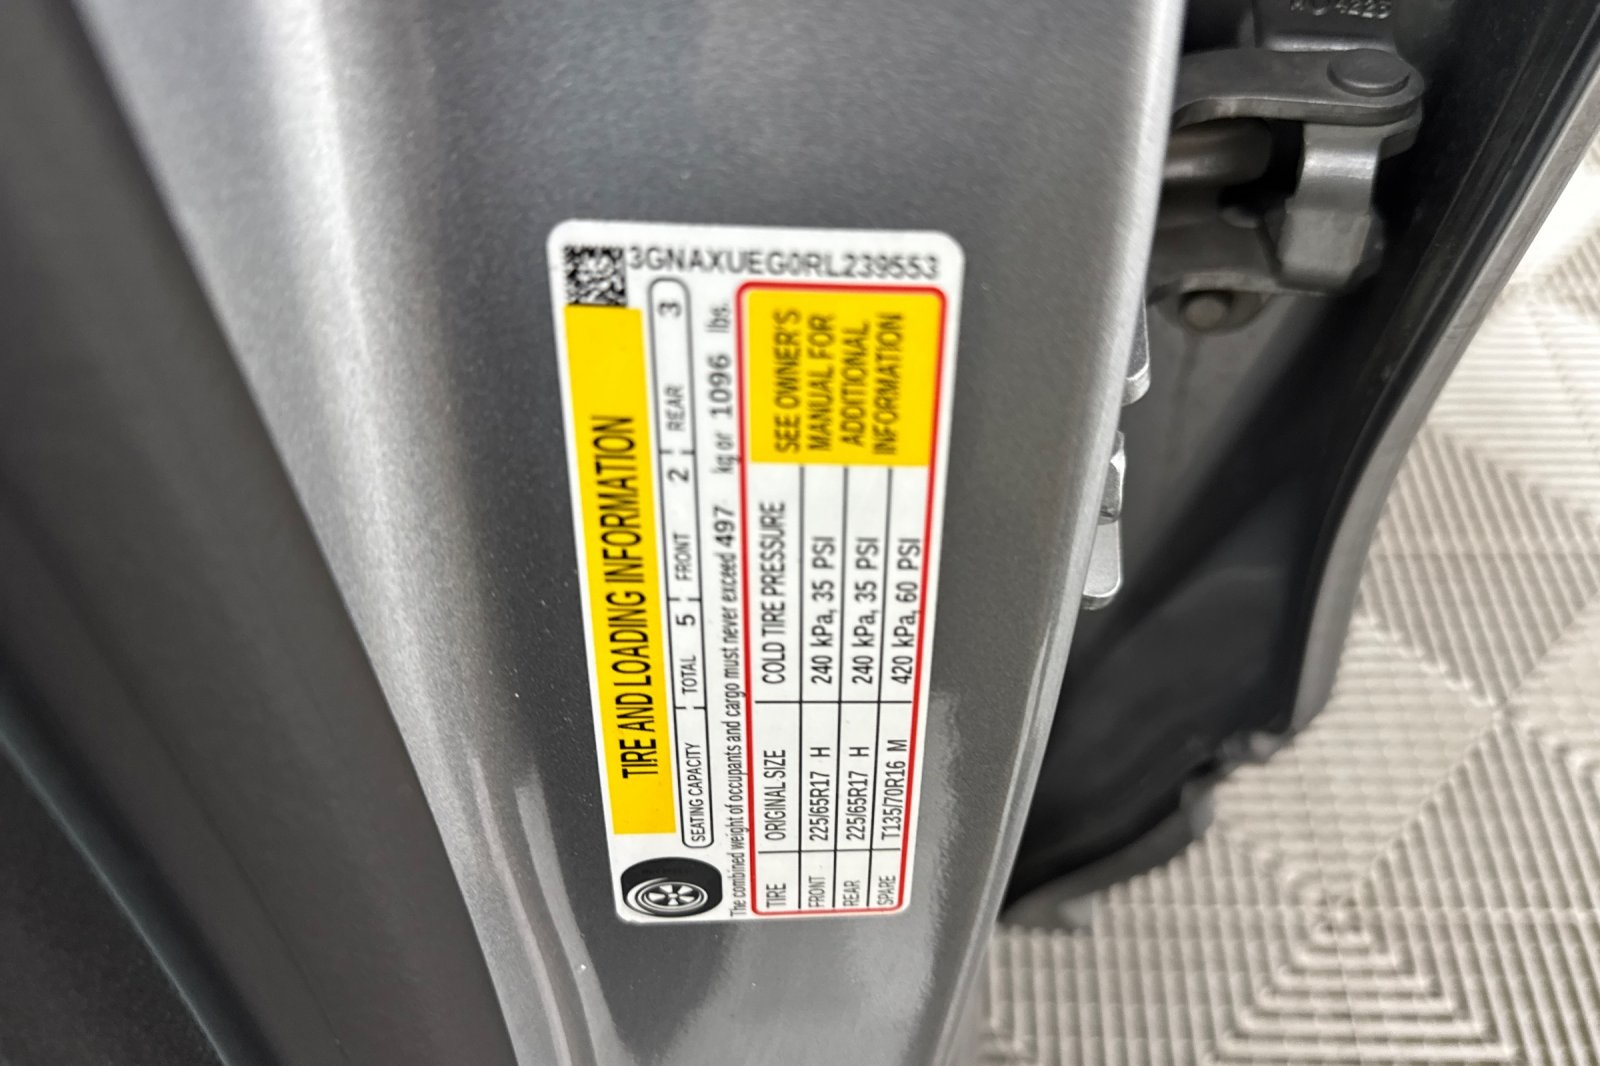 3GNAXUEG0RL239553
TIRE AND LOADING INFORMATION
SEATING CAPACITY TOTAL 5 FRONT 2 REAR 3
The combined weight of occupants and cargo must never exceed 497 kg or 1096 lbs.
TIRE ORIGINAL SIZE COLD TIRE PRESSURE
FRONT 225/65R17 H 240 kPa, 35 PSI
REAR 225/65R17 H 240 kPa, 35 PSI
SPARE T135/70R16 M 420 kPa, 60 PSI
SEE OWNER'S
MANUAL FOR
ADDITIONAL
INFORMATION
4225